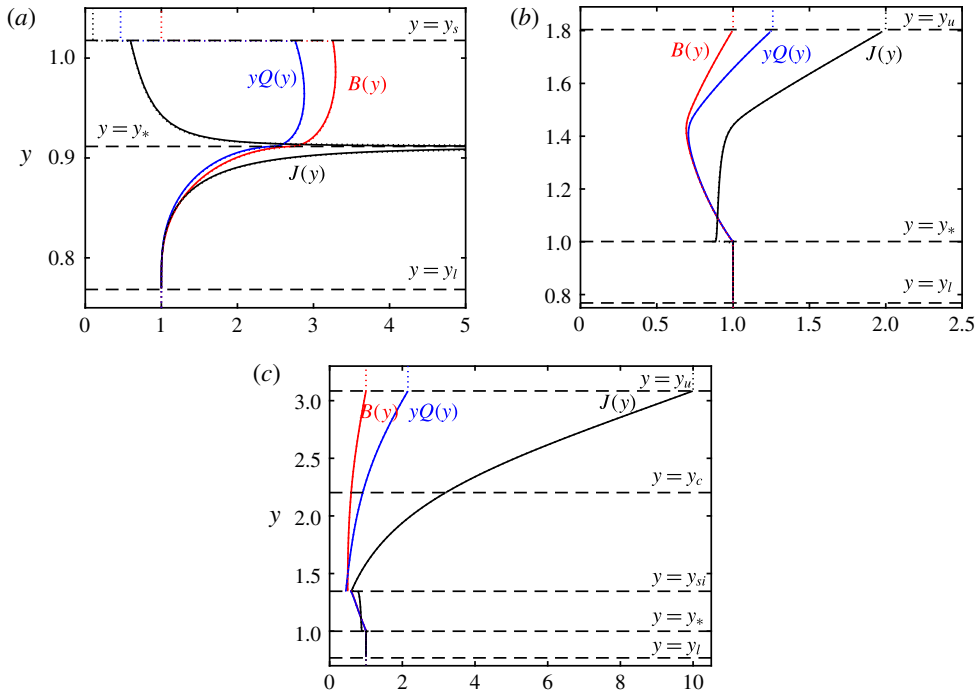 (a)
y = y_s
1.0
yQ(y)
B(y)
y = y_*
y
0.9
J(y)
0.8
y = y_l
0 1 2 3 4 5
(b)
1.8
y = y_u
B(y)
yQ(y)
J(y)
1.6
1.4
1.2
y = y_*
1.0
y = y_l
0.8
0 0.5 1.0 1.5 2.0 2.5
(c)
y = y_u
3.0
B(y)
yQ(y)
J(y)
2.5
y = y_c
y
2.0
y = y_si
1.5
y = y_*
1.0
y = y_l
0 2 4 6 8 10